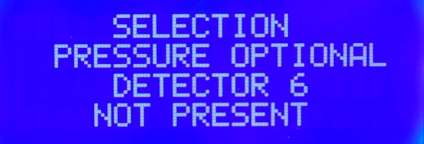 SELECTION
PRESSURE OPTIONAL
DETECTOR 6
NOT PRESENT